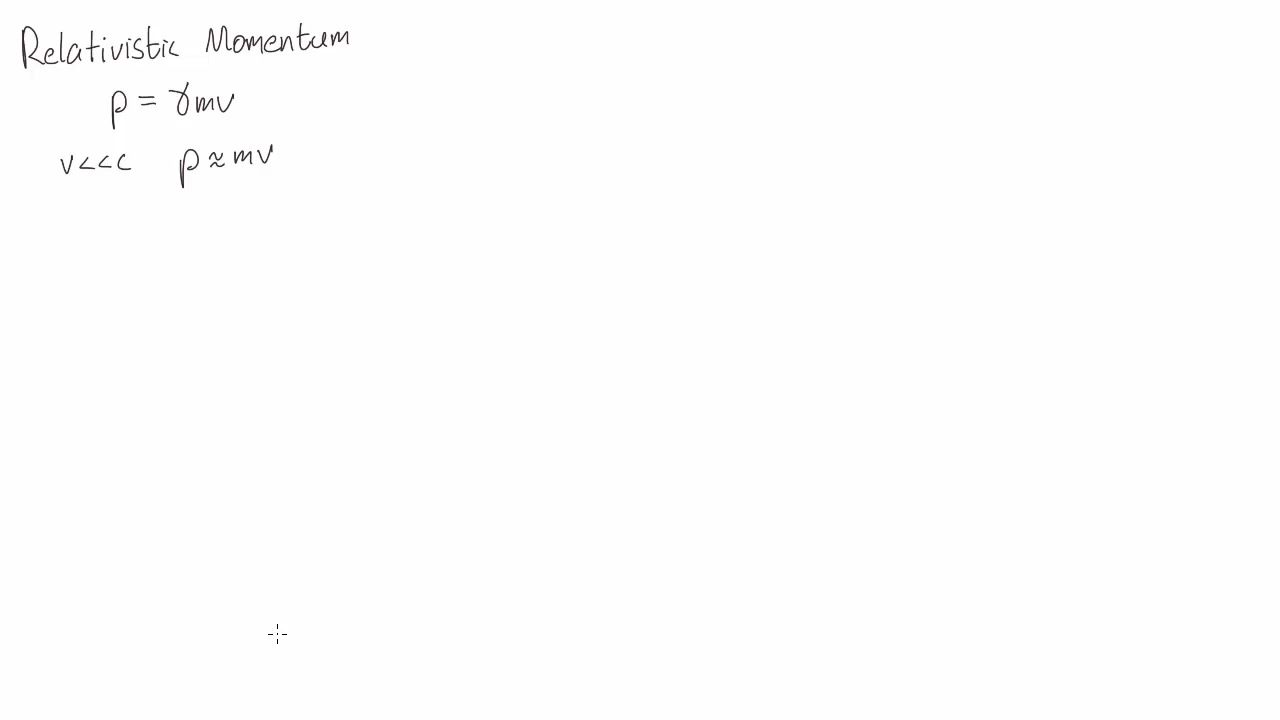 Relativistic Momentum
p = γmv
v<<c p≈mv